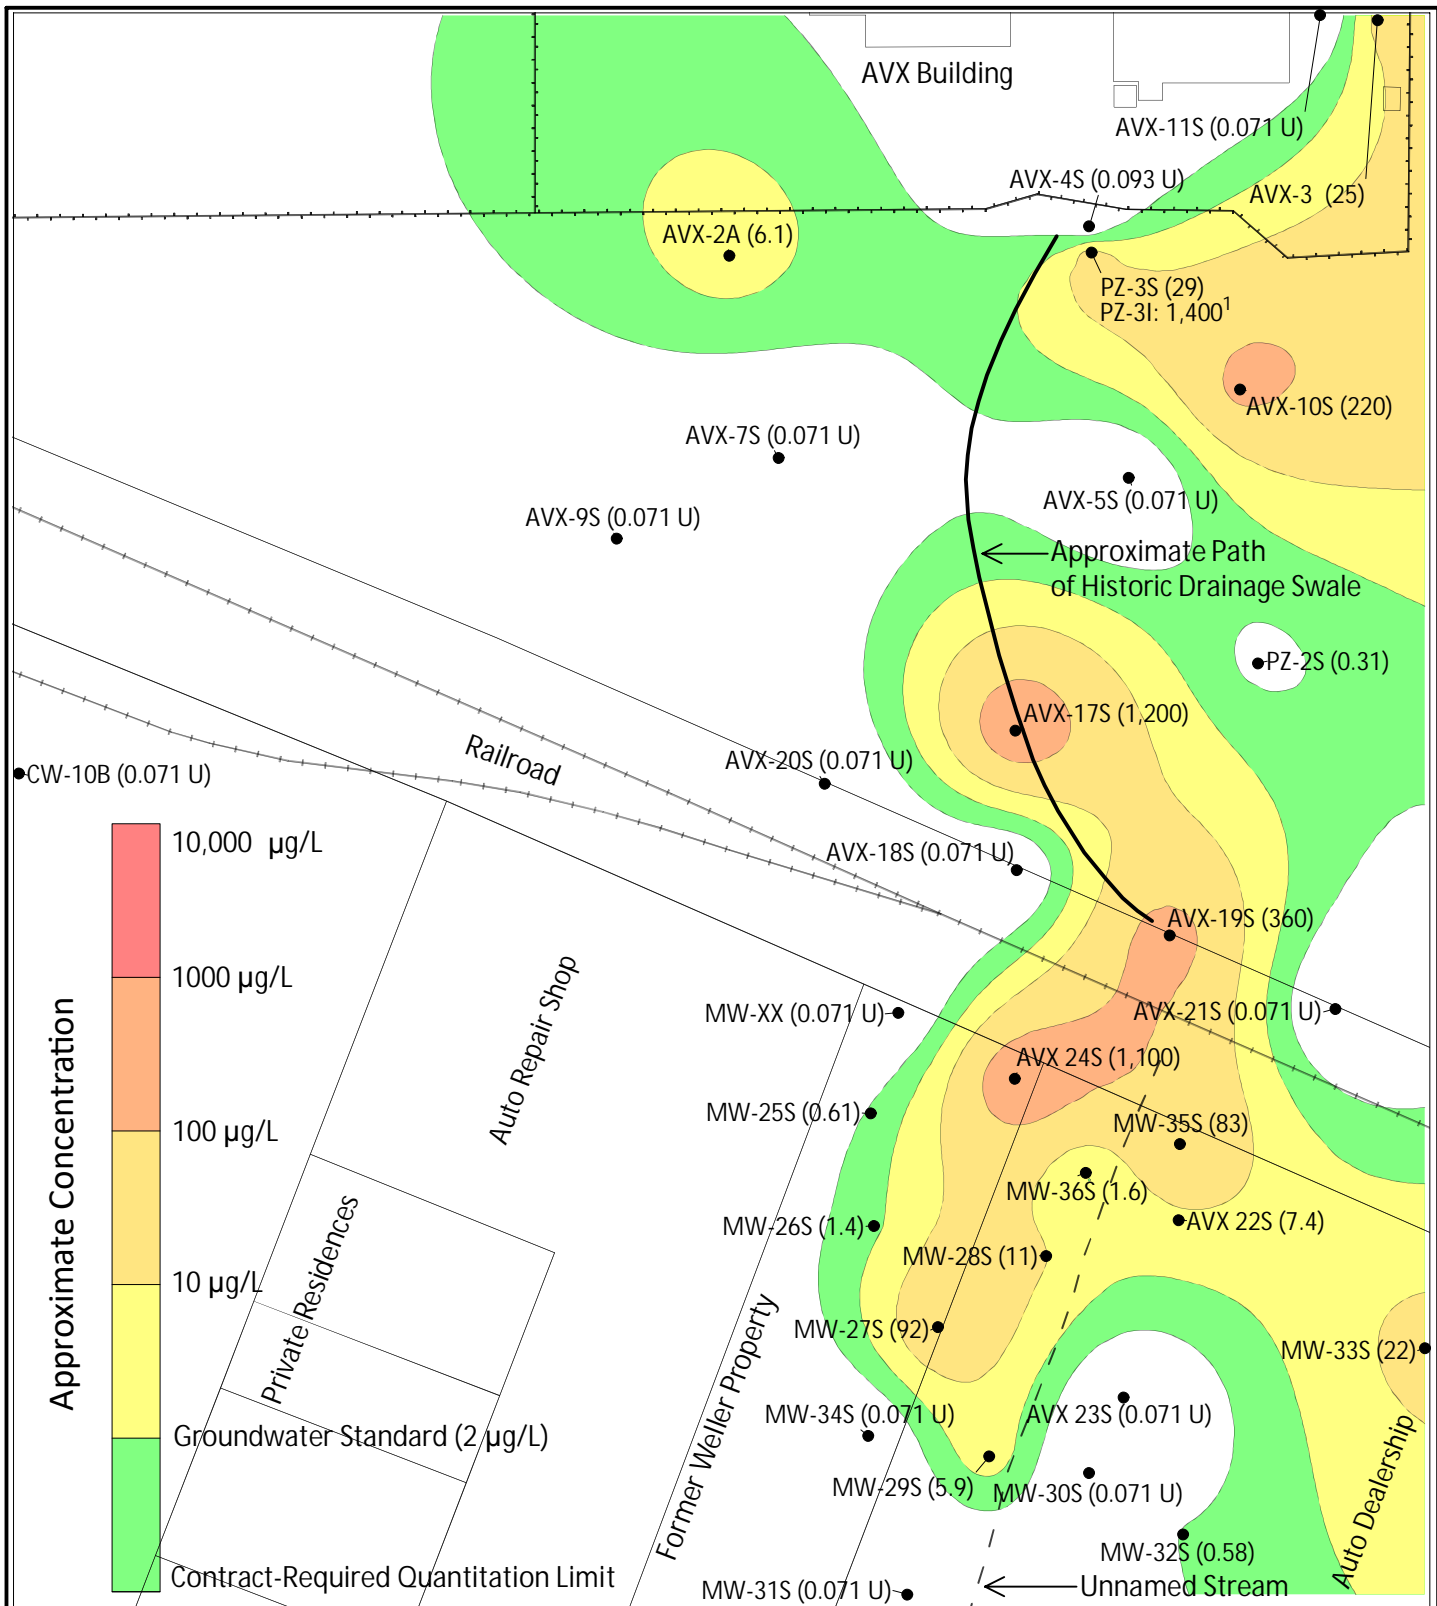 AVX Building
AVX-11S (0.071 U)
AVX-4S (0.093 U)
AVX-3 (25)
AVX-2A (6.1)
PZ-3S (29)
PZ-3I: 1,400¹
AVX-10S (220)
AVX-7S (0.071 U)
AVX-5S (0.071 U)
AVX-9S (0.071 U)
Approximate Path
of Historic Drainage Swale
PZ-2S (0.31)
AVX-17S (1,200)
Railroad
AVX-20S (0.071 U)
CW-10B (0.071 U)
AVX-18S (0.071 U)
AVX-19S (360)
MW-XX (0.071 U)
AVX-21S (0.071 U)
AVX 24S (1,100)
MW-25S (0.61)
MW-35S (83)
MW-36S (1.6)
MW-26S (1.4)
AVX 22S (7.4)
MW-28S (11)
MW-27S (92)
MW-33S (22)
MW-34S (0.071 U)
AVX 23S (0.071 U)
MW-29S (5.9)
MW-30S (0.071 U)
MW-32S (0.58)
MW-31S (0.071 U)
Unnamed Stream
Auto Repair Shop
Private Residences
Former Weller Property
Auto Dealership
Approximate Concentration
10,000 µg/L
1000 µg/L
100 µg/L
10 µg/L
Groundwater Standard (2 µg/L)
Contract-Required Quantitation Limit